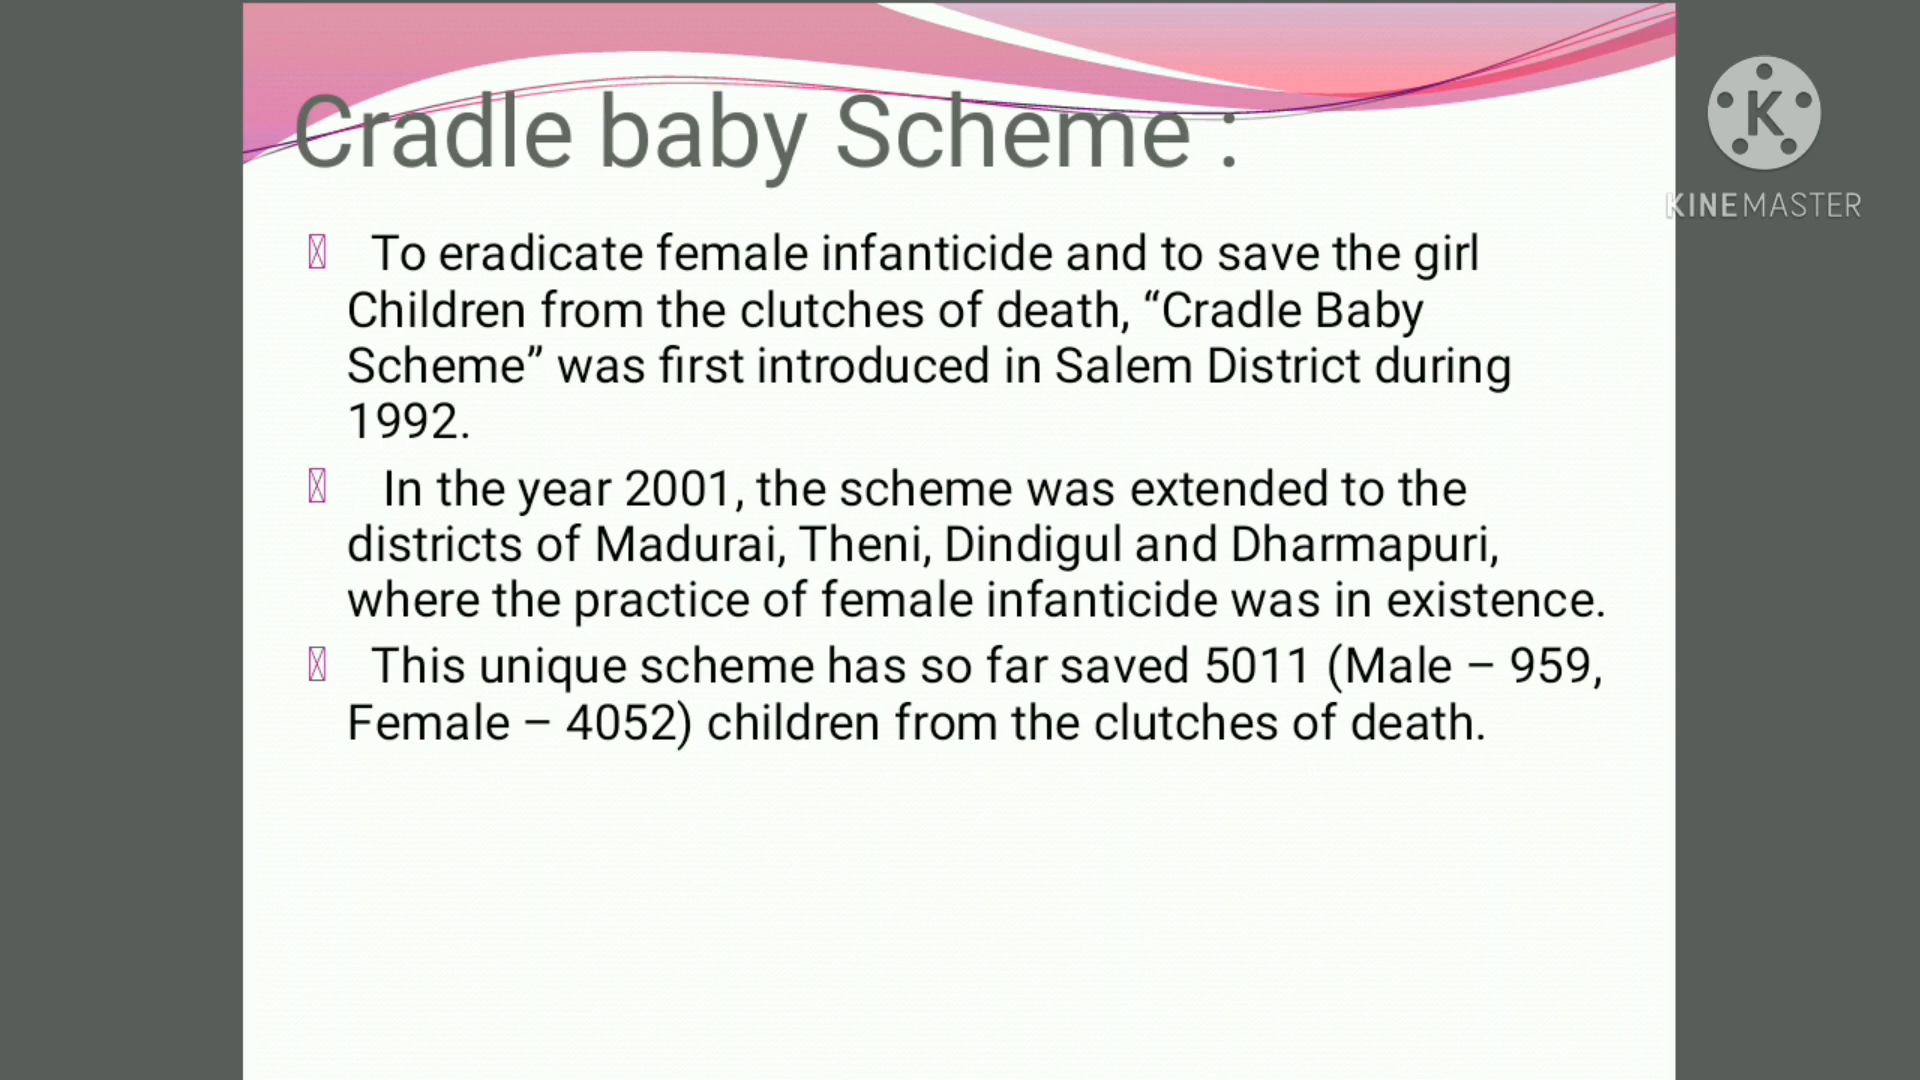 Cradle baby Scheme :
To eradicate female infanticide and to save the girl
Children from the clutches of death, “Cradle Baby
Scheme” was first introduced in Salem District during
1992.
In the year 2001, the scheme was extended to the
districts of Madurai, Theni, Dindigul and Dharmapuri,
where the practice of female infanticide was in existence.
This unique scheme has so far saved 5011 (Male – 959,
Female – 4052) children from the clutches of death.
K
KINEMASTER